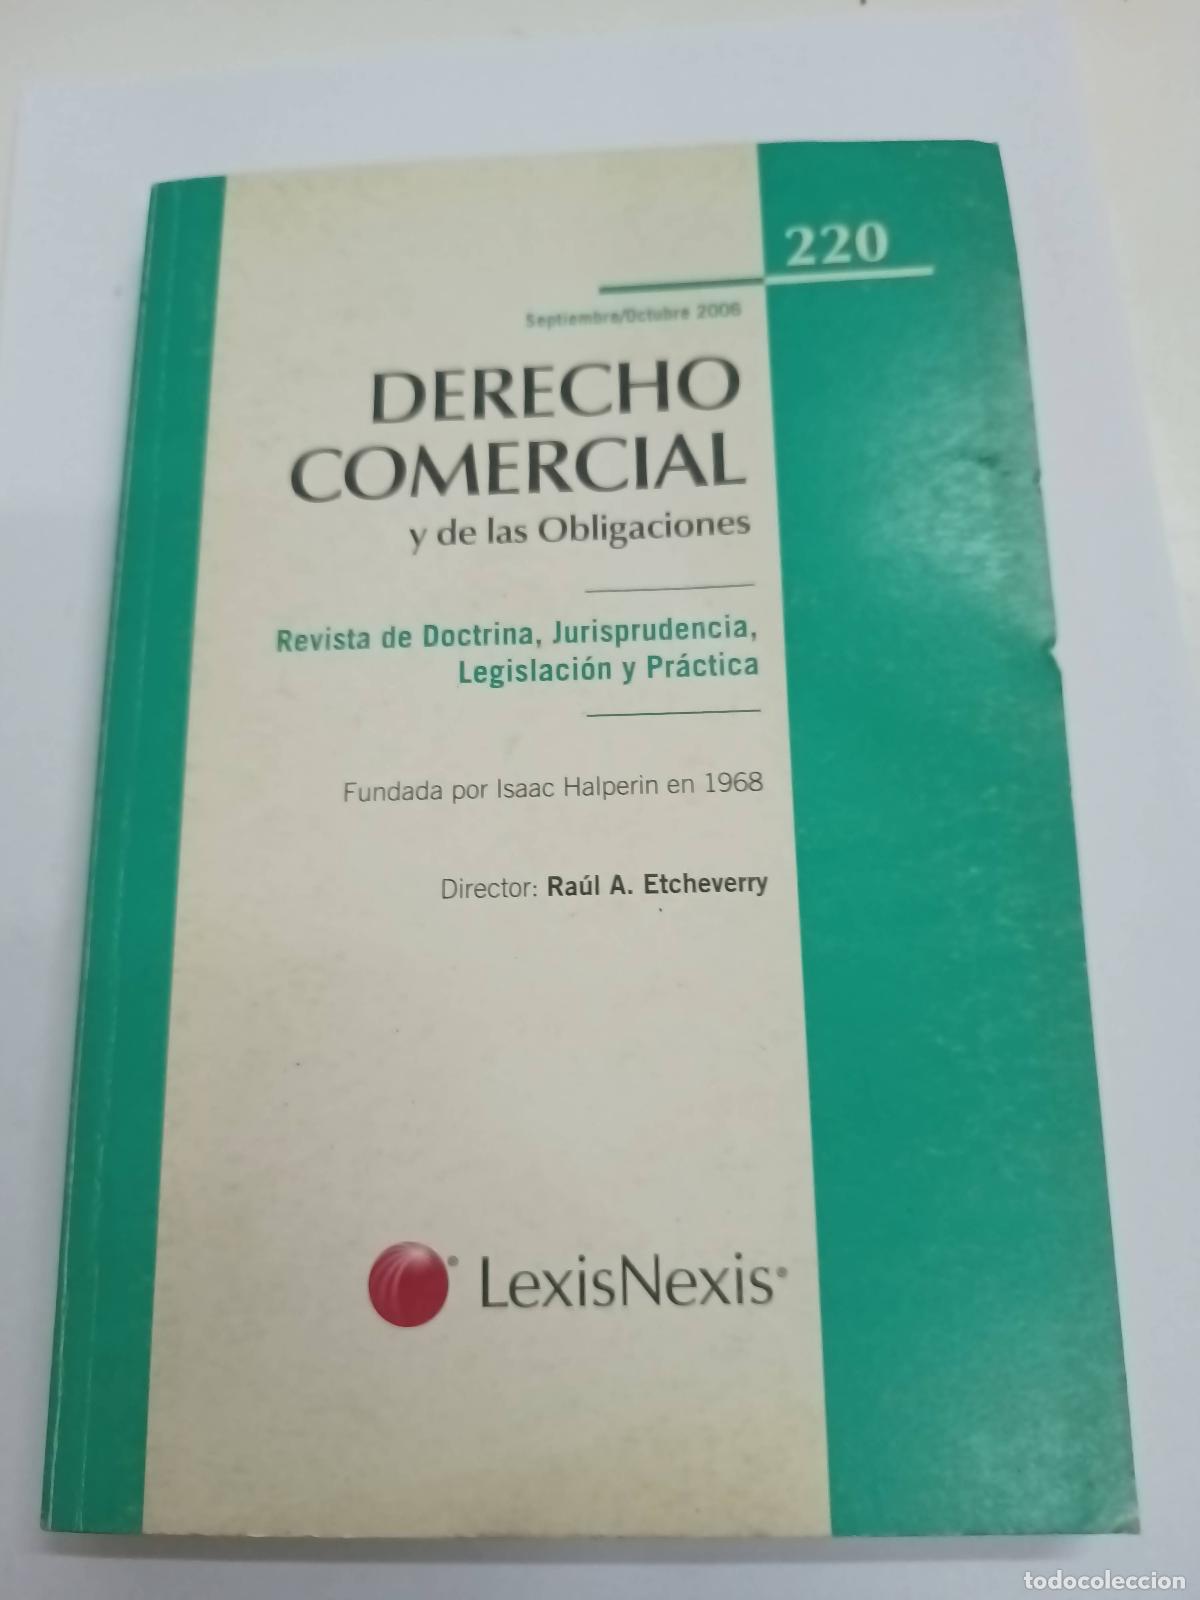 220
Septiembre/Octubre 2006
DERECHO
COMERCIAL
y de las Obligaciones
Revista de Doctrina, Jurisprudencia,
Legislación y Práctica
Fundada por Isaac Halperin en 1968
Director: Raúl A. Etcheverry
LexisNexis®
todocoleccion